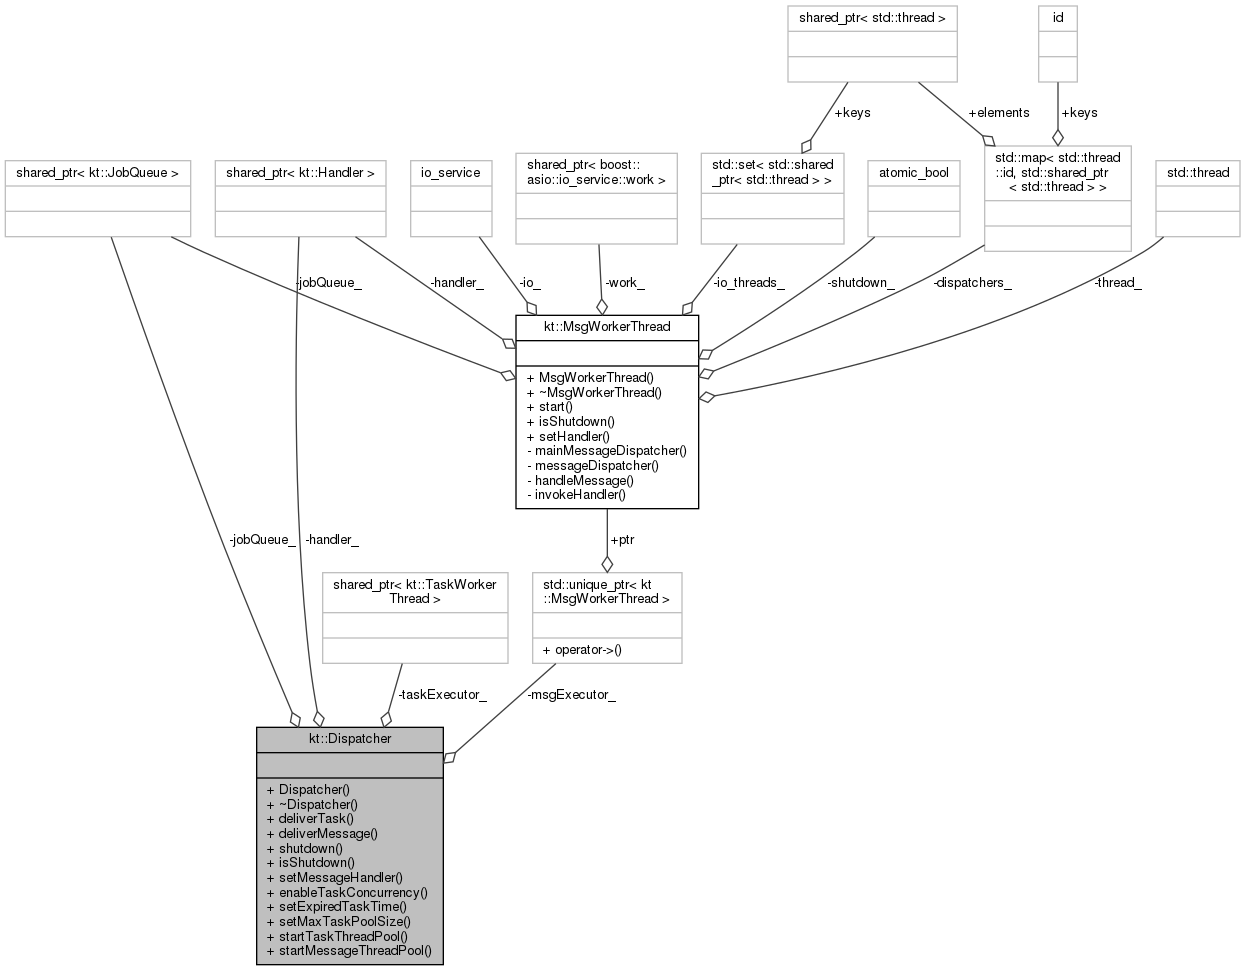 shared_ptr< std::thread >
id
+keys
+elements
+keys
shared_ptr< kt::JobQueue >
shared_ptr< kt::Handler >
io_service
shared_ptr< boost::
asio::io_service::work >
std::set< std::shared
_ptr< std::thread > >
atomic_bool
std::map< std::thread
::id, std::shared_ptr
< std::thread > >
std::thread
-jobQueue_
-handler_
-io_
-work_
-io_threads_
-shutdown_
-dispatchers_
-thread_
kt::MsgWorkerThread
+ MsgWorkerThread()
+ ~MsgWorkerThread()
+ start()
+ isShutdown()
+ setHandler()
- mainMessageDispatcher()
- messageDispatcher()
- handleMessage()
- invokeHandler()
-jobQueue_
-handler_
+ptr
shared_ptr< kt::TaskWorker
Thread >
std::unique_ptr< kt
::MsgWorkerThread >
+ operator->()
-taskExecutor_
-msgExecutor_
kt::Dispatcher
+ Dispatcher()
+ ~Dispatcher()
+ deliverTask()
+ deliverMessage()
+ shutdown()
+ isShutdown()
+ setMessageHandler()
+ enableTaskConcurrency()
+ setExpiredTaskTime()
+ setMaxTaskPoolSize()
+ startTaskThreadPool()
+ startMessageThreadPool()